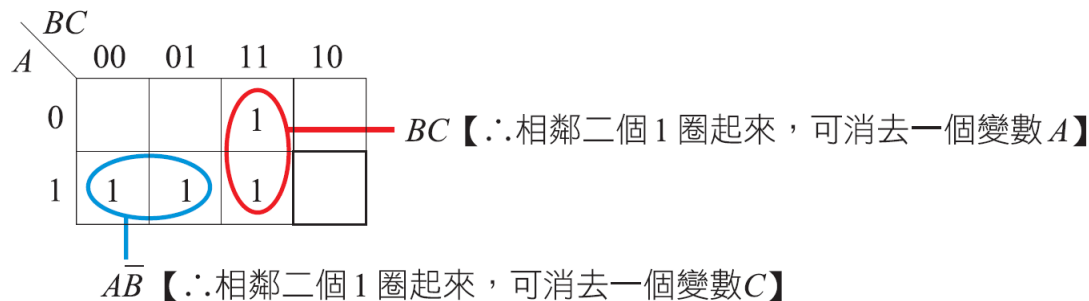 BC
A 00 01 11 10
0 1
BC【∴相鄰二個 1 圈起來，可消去一個變數 A】
1 1 1 1
AB̅【∴相鄰二個 1 圈起來，可消去一個變數C】